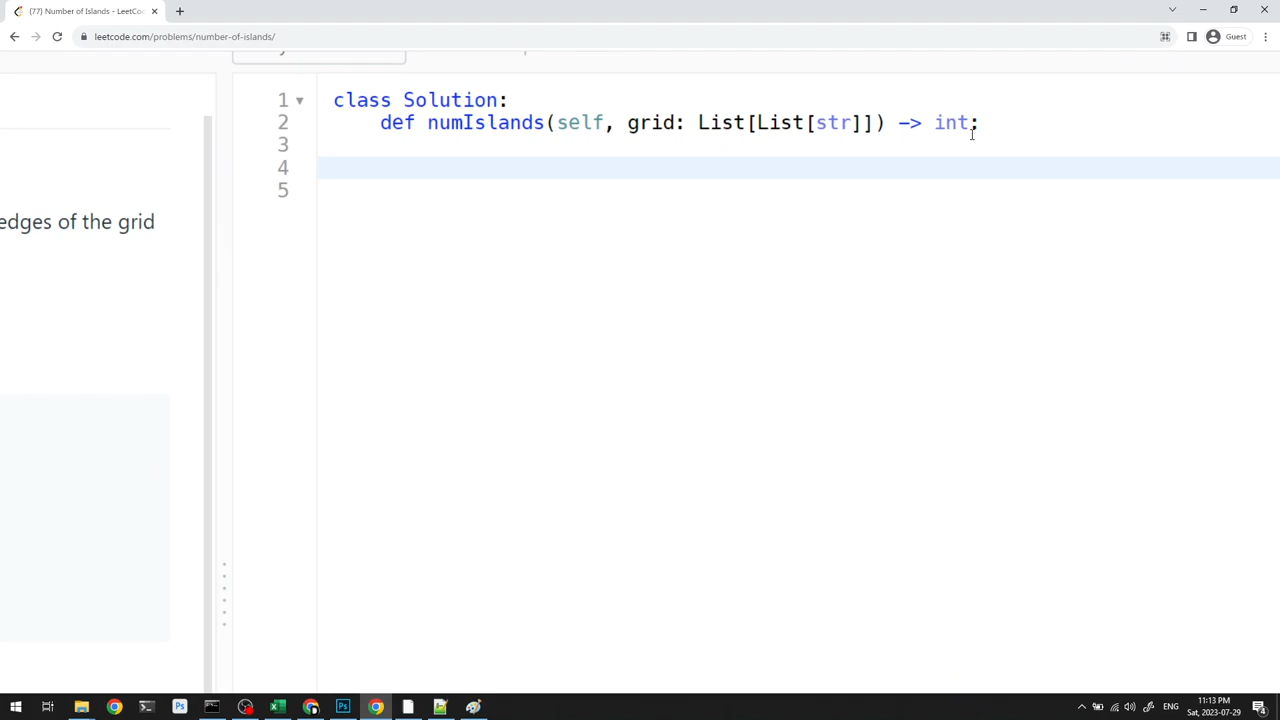 (77) Number of Islands - LeetCo
leetcode.com/problems/number-of-islands/
Guest
edges of the grid
1
2
3
4
5
class Solution:
def numIslands(self, grid: List[List[str]]) -> int:
ENG
11:13 PM
Sat, 2023-07-29
4